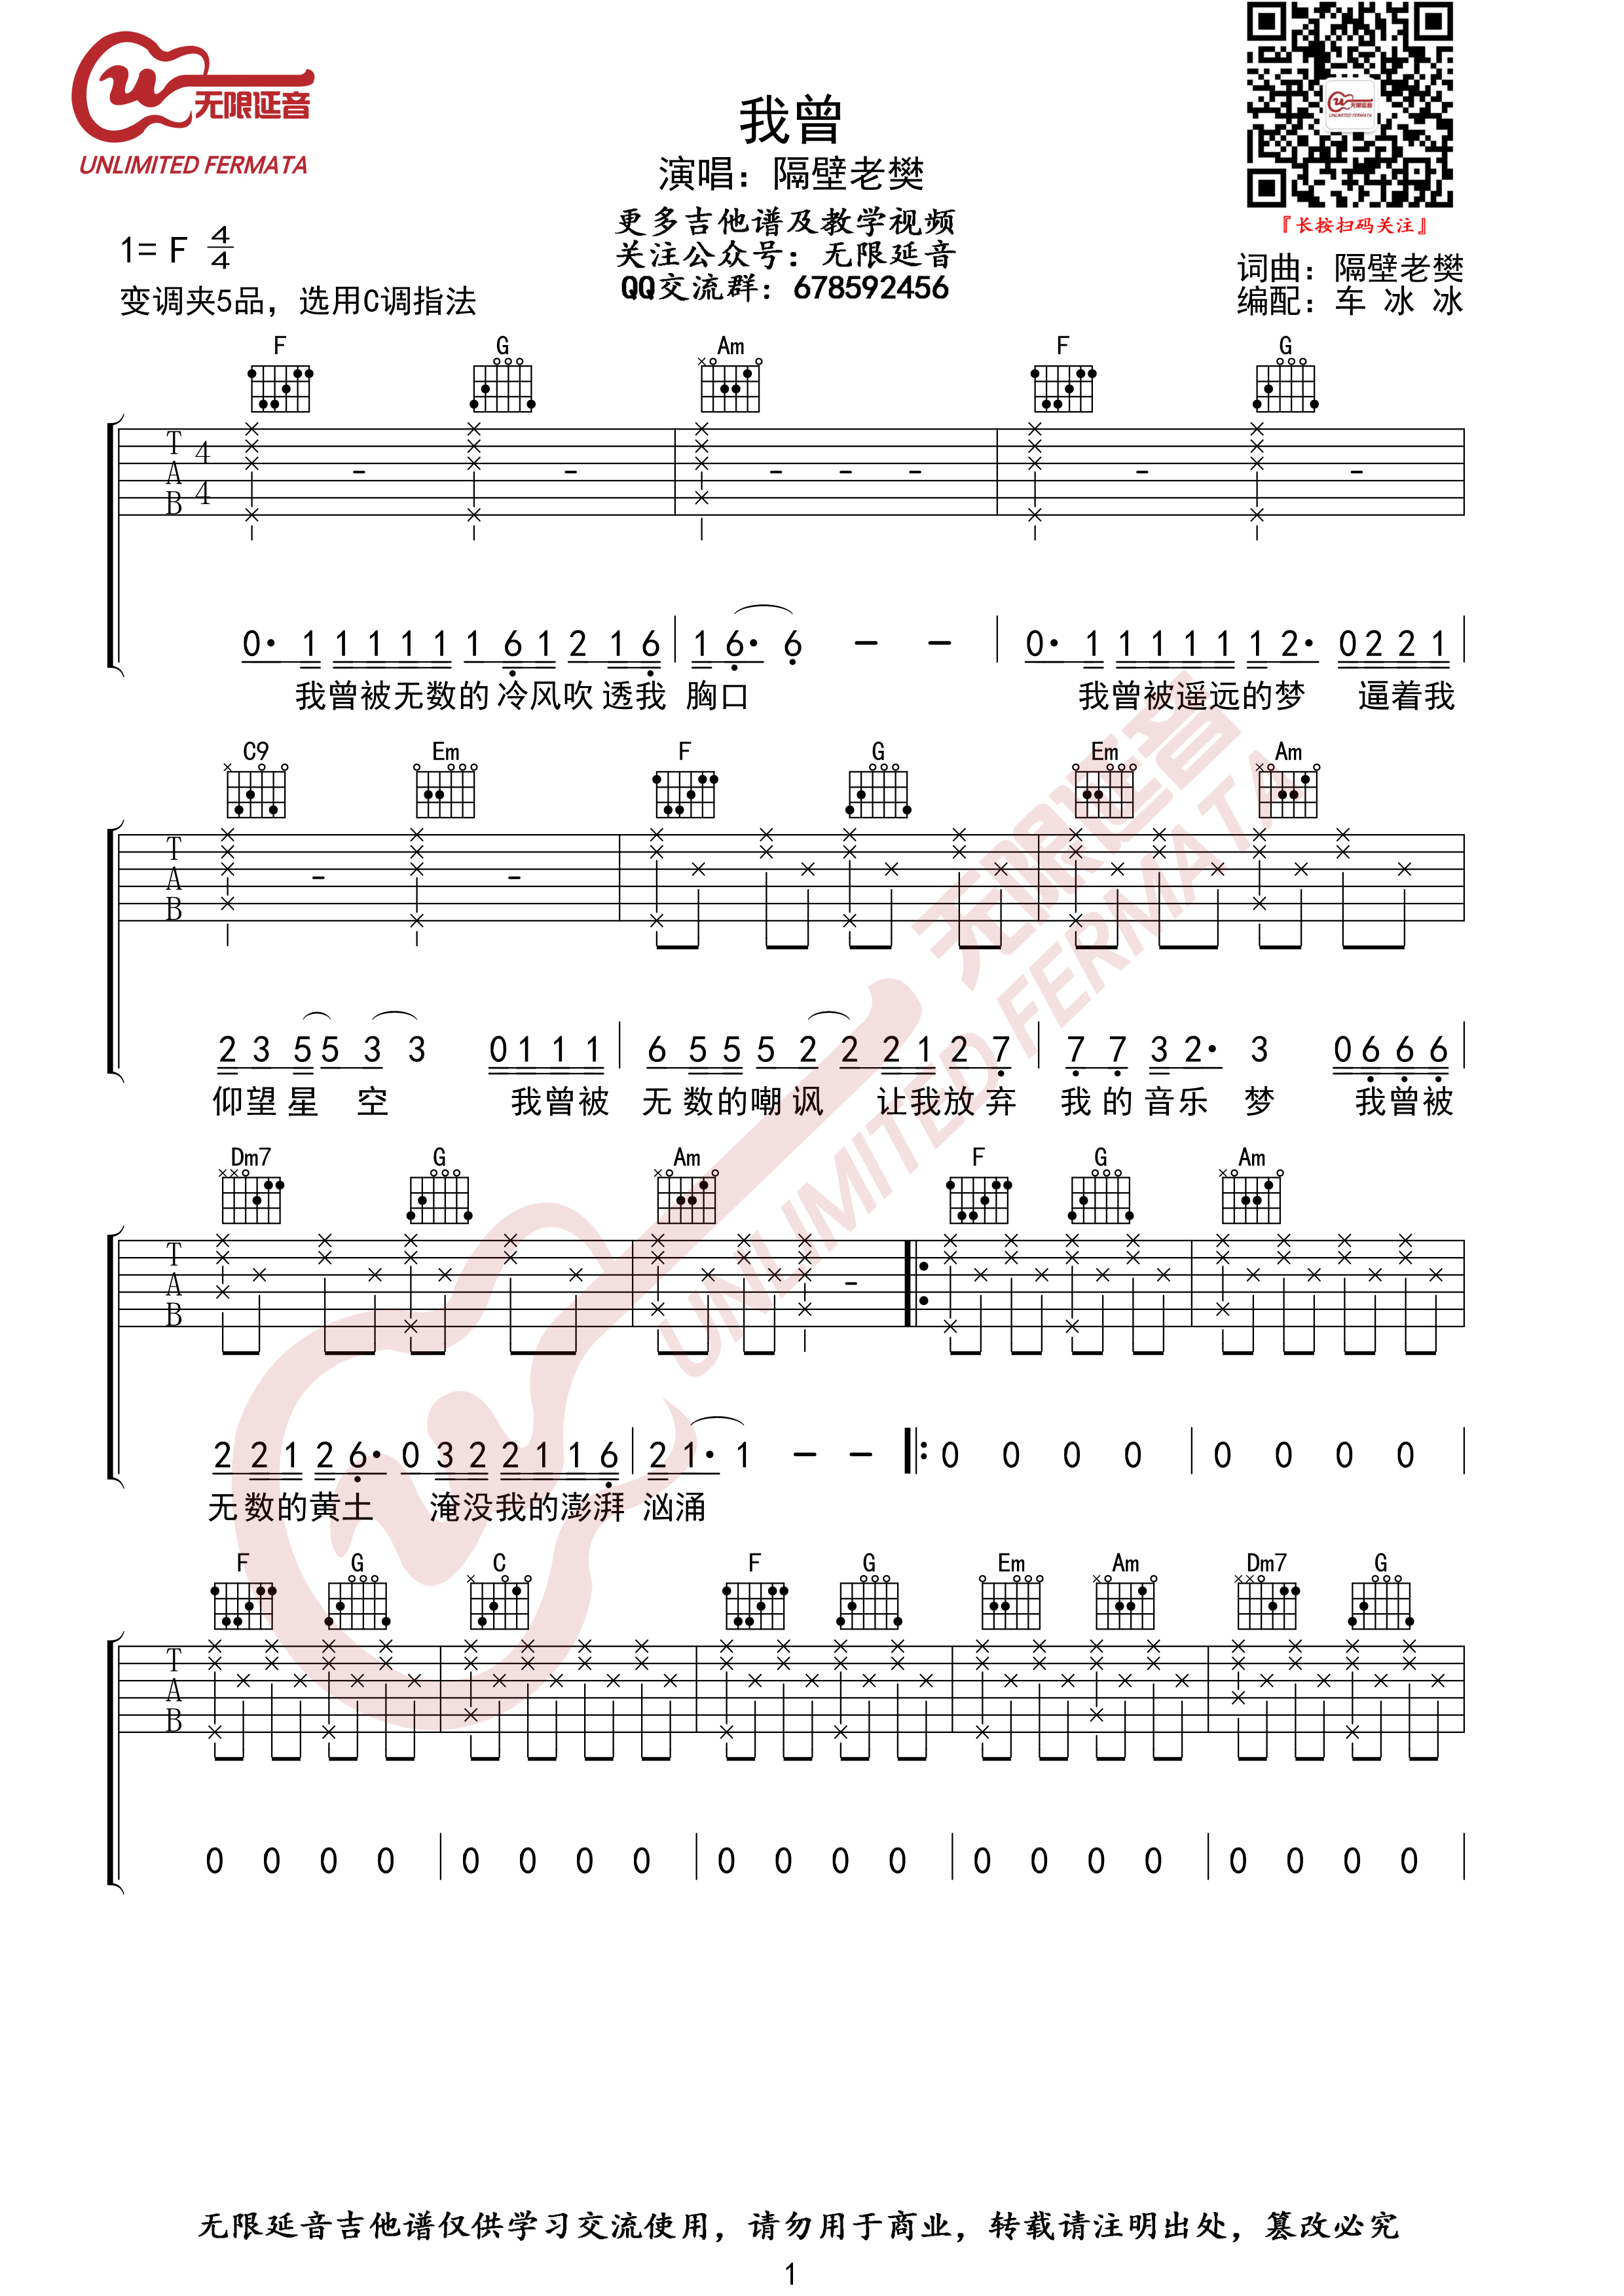 无限延音
UNLIMITED FERMATA
我曾
演唱：隔壁老樊
更多吉他谱及教学视频
关注公众号：无限延音
QQ交流群：678592456
无限延音
UNLIMITED FERMATA
『长按扫码关注』
1= F 4/4
变调夹5品，选用C调指法
词曲：隔壁老樊
编配：车 冰 冰
F G Am F G
T A B 4 4
0· 1 1 1 1 1 1 6 1 2 1 6 1 6· 6 – – 0· 1 1 1 1 1 1 2· 0 2 2 1
我曾被无数的 冷风吹 透我 胸口 我曾被遥远的梦 逼着我
C9 Em F G Em Am
T A B
2 3 5 5 3 3 0 1 1 1 6 5 5 5 2 2 2 1 2 7 7 7 3 2· 3 0 6 6 6
仰望 星 空 我曾被 无 数的嘲讽 让我放弃 我 的 音乐 梦 我曾被
Dm7 G Am F G Am
T A B
2 2 1 2 6· 0 3 2 2 1 1 6 2 1· 1 – – 0 0 0 0 0 0 0 0
无数的黄土 淹没我的澎湃 汹涌
F G C F G Em Am Dm7 G
T A B
0 0 0 0 0 0 0 0 0 0 0 0 0 0 0 0 0 0 0 0
无限延音
UNLIMITED FERMATA
无限延音吉他谱仅供学习交流使用，请勿用于商业，转载请注明出处，篡改必究
1